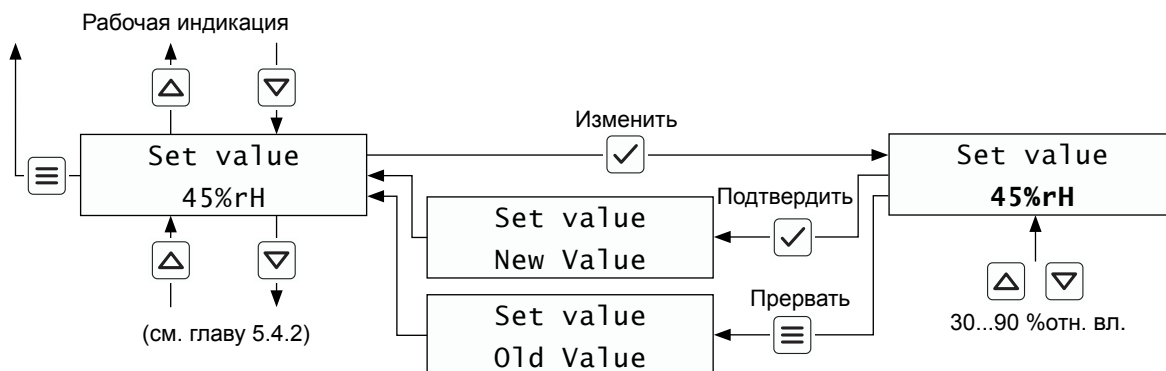 Рабочая индикация
Изменить
Set value
45%rH
Set value
45%rH
Подтвердить
Set value
New Value
Прервать
Set value
Old Value
(см. главу 5.4.2)
30...90 %отн. вл.